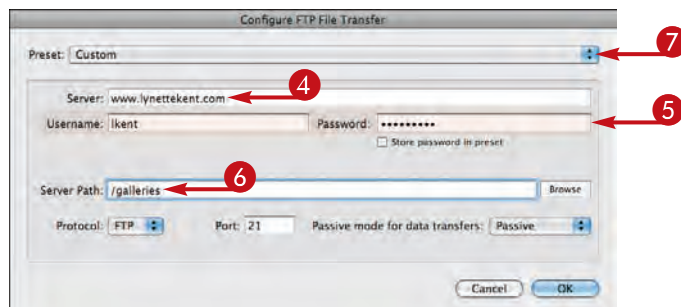 Configure FTP File Transfer
Preset: Custom
7
4
Server: www.lynettekent.com
Username: lkent Password: •••••••••
5
Store password in preset
6
Server Path: /galleries Browse
Protocol: FTP Port: 21 Passive mode for data transfers: Passive
Cancel OK